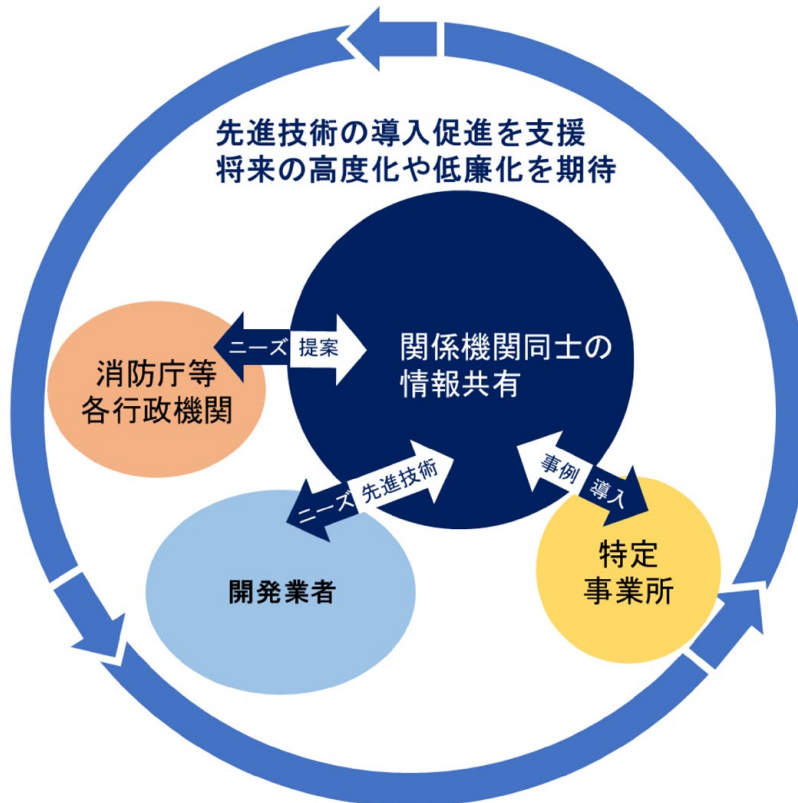 先進技術の導入促進を支援
将来の高度化や低廉化を期待
ニーズ 提案
関係機関同士の
情報共有
消防庁等
各行政機関
ニーズ 先進技術
事例 導入
開発業者
特定
事業所